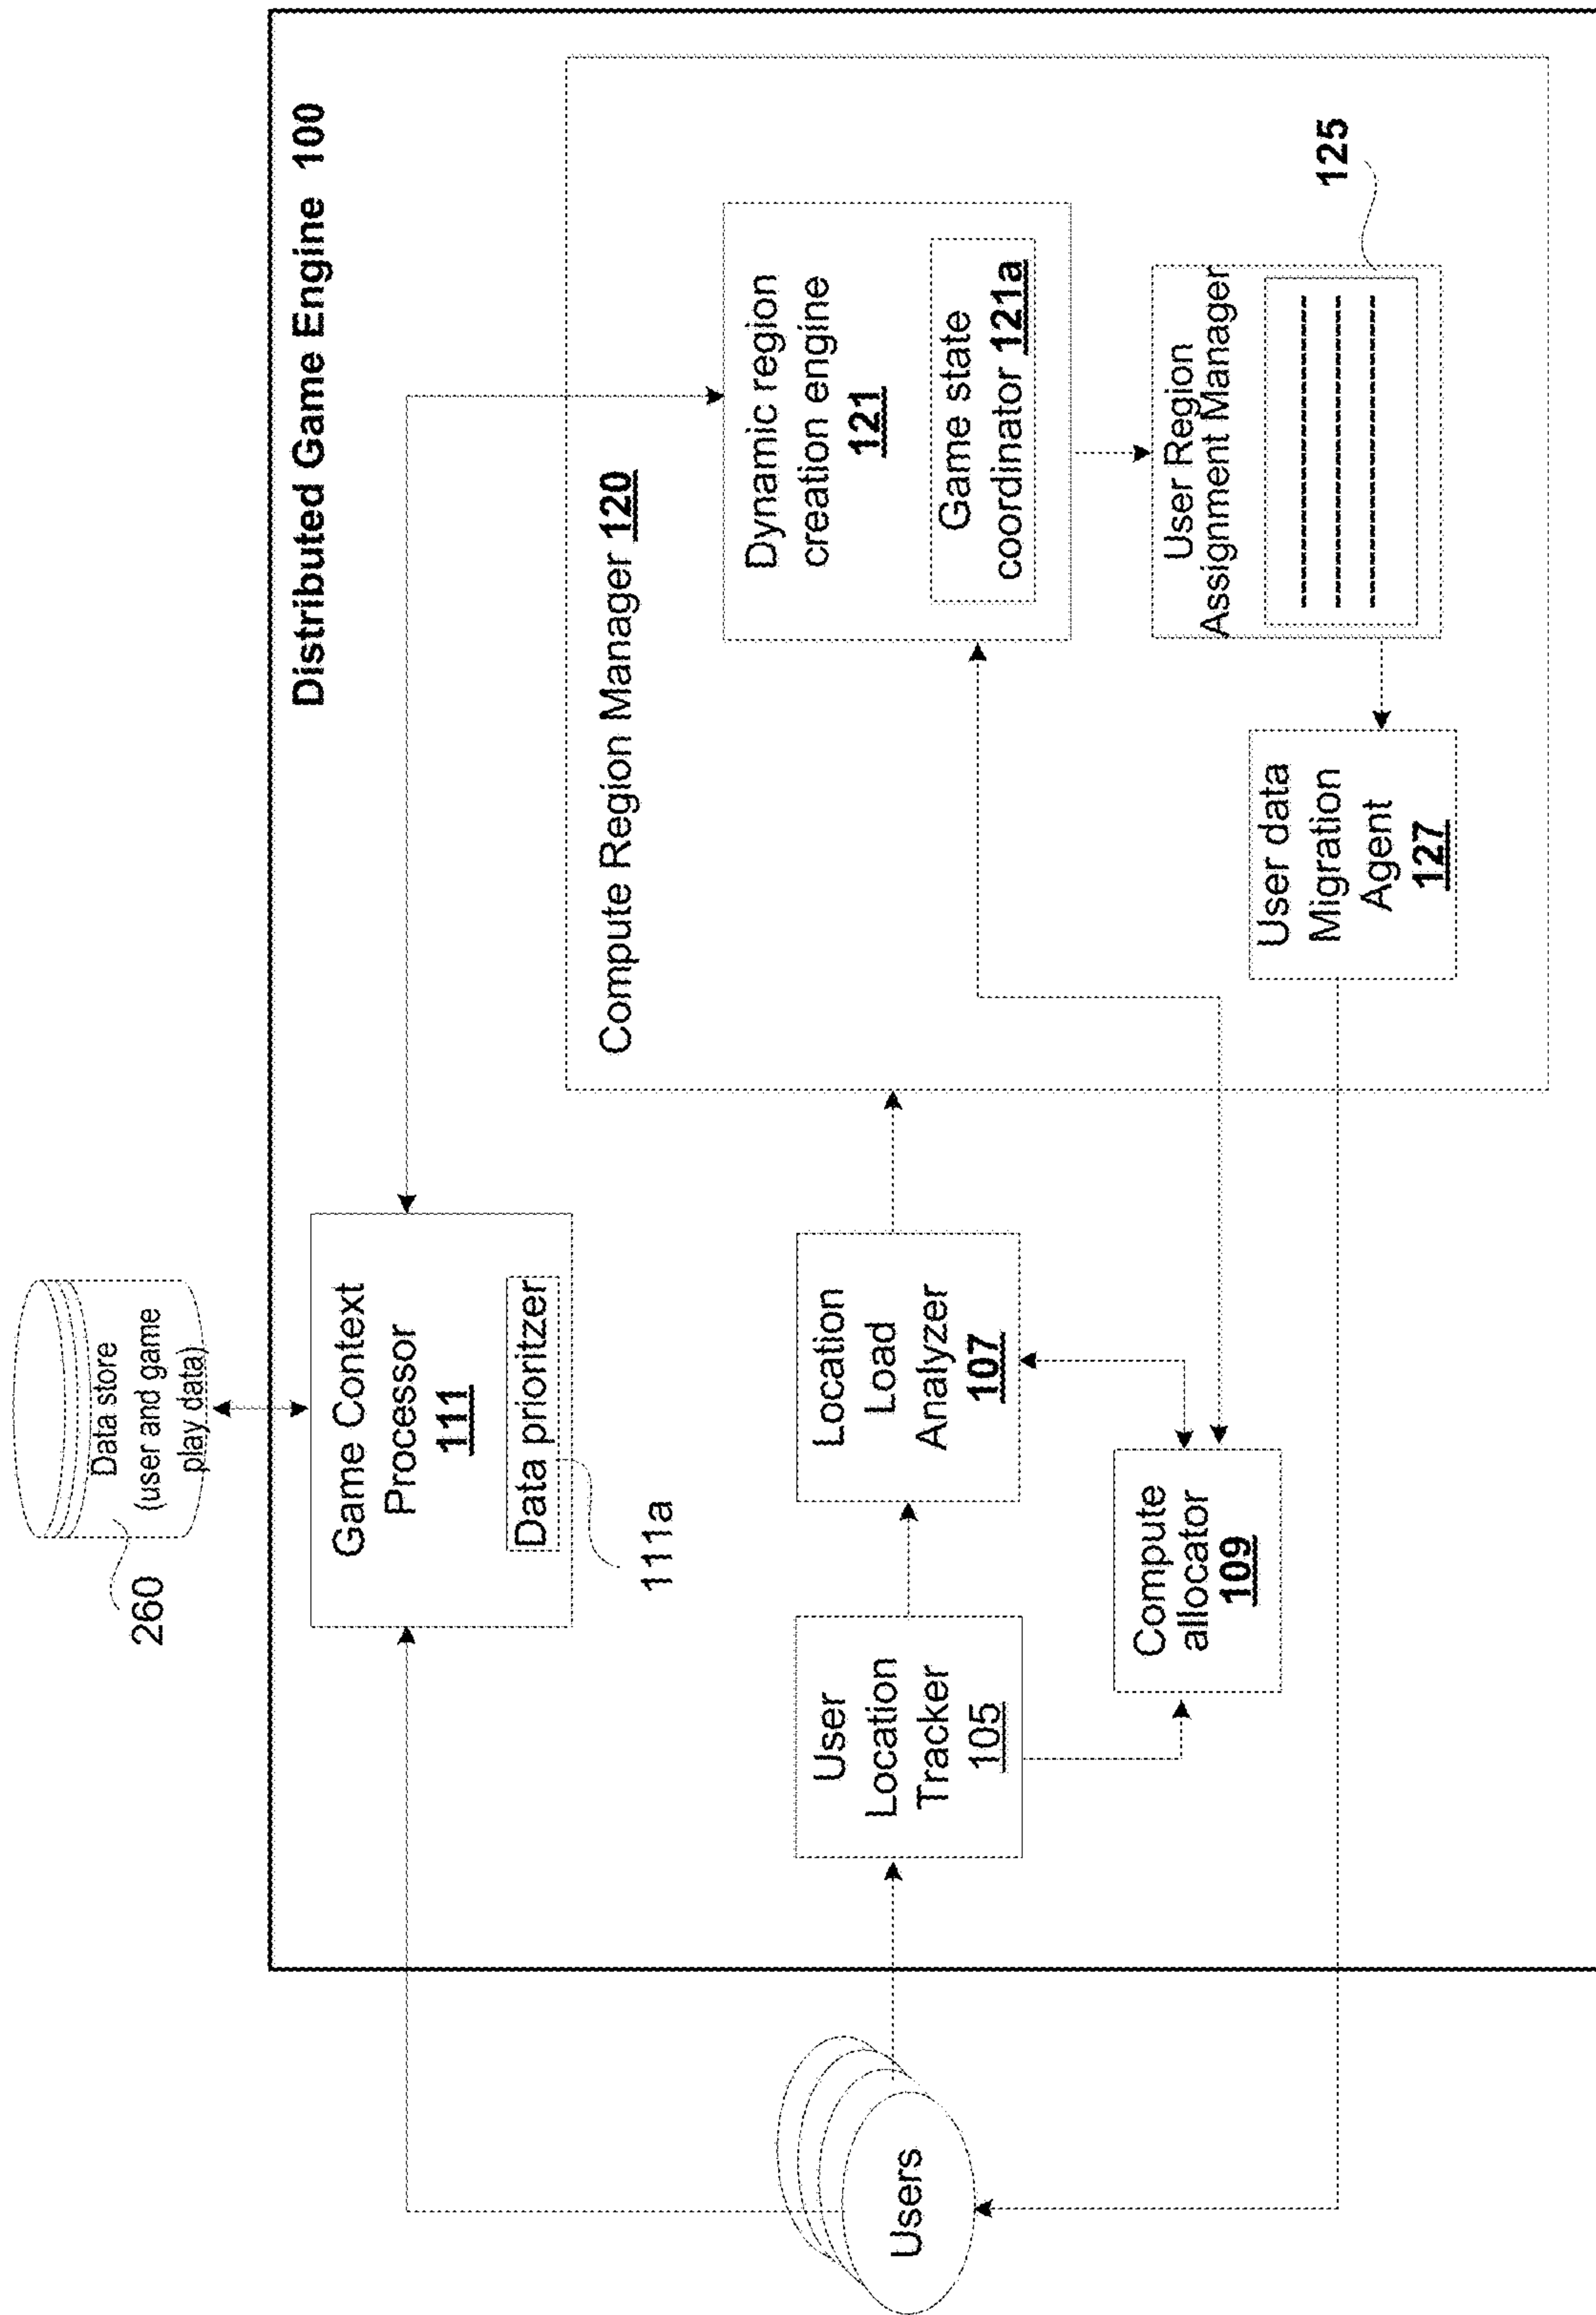 Distributed Game Engine 100
260
Data store
(user and game
play data)
Game Context
Processor
111
Data prioritzer
111a
Compute Region Manager 120
Dynamic region
creation engine
121
Game state
coordinator 121a
Users
User
Location
Tracker
105
Location
Load
Analyzer
107
Compute
allocator
109
User Region
Assignment Manager
125
User data
Migration
Agent
127